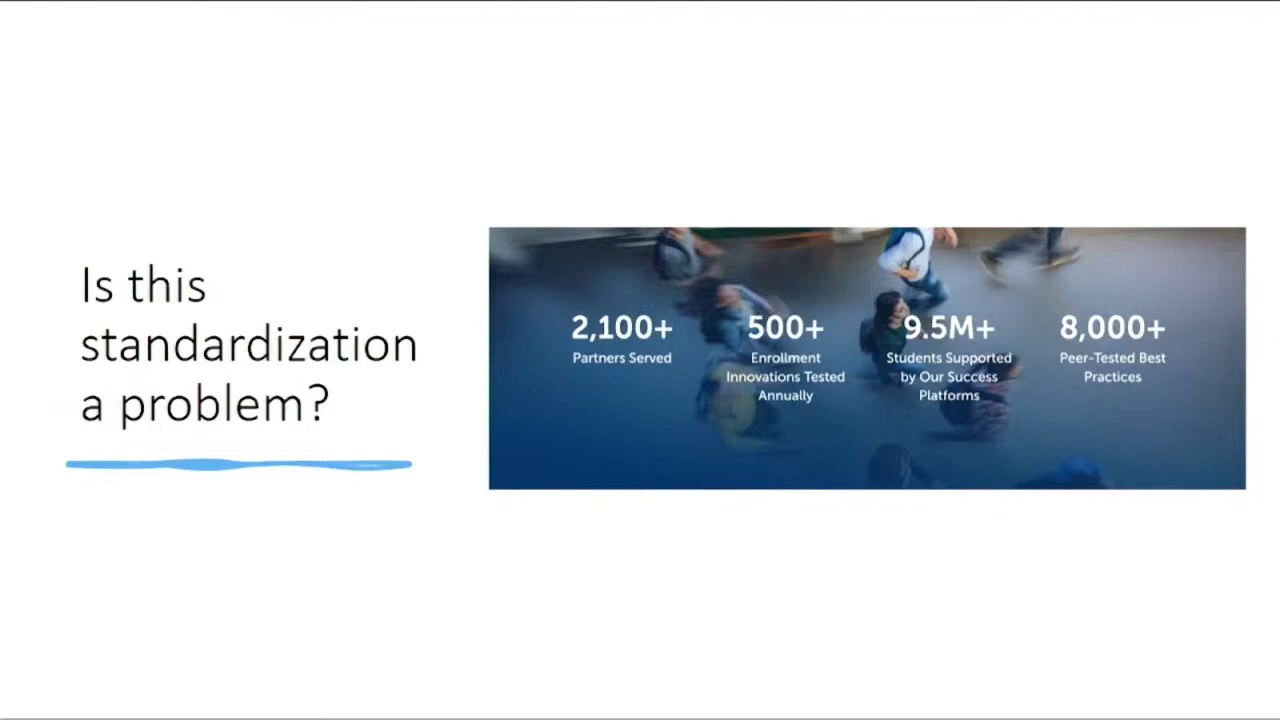 Is this
standardization
a problem?
2,100+
Partners Served
500+
Enrollment
Innovations Tested
Annually
9.5M+
Students Supported
by Our Success
Platforms
8,000+
Peer-Tested Best
Practices